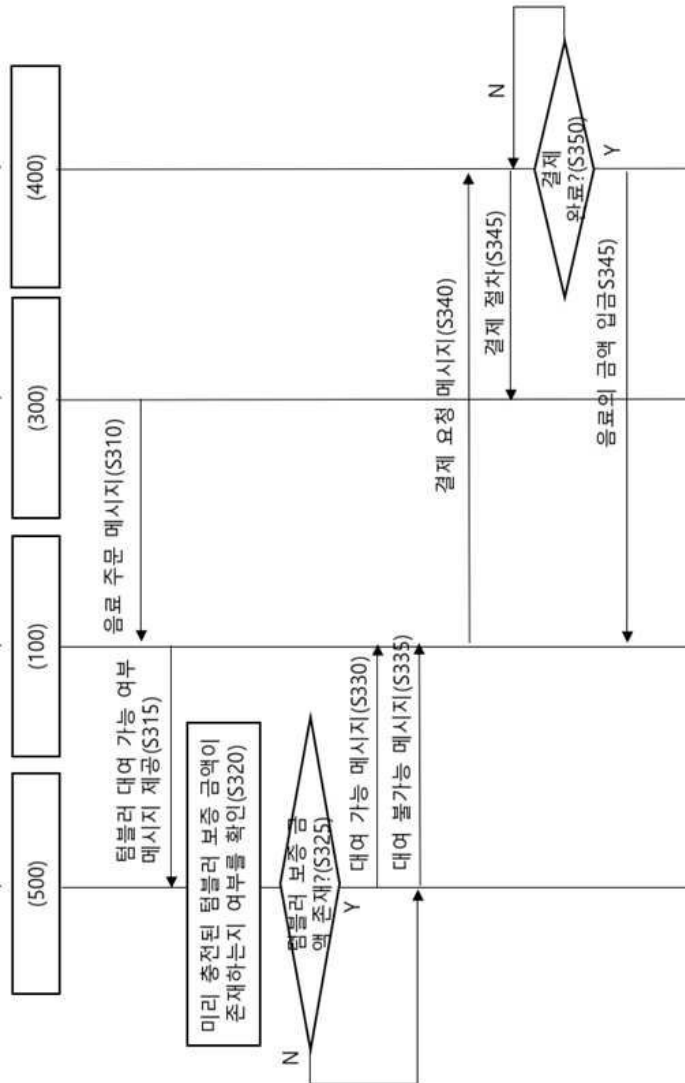 (500)
(100)
(300)
(400)
음료 주문 메시지(S310)
텀블러 대여 가능 여부
메시지 제공(S315)
미리 충전된 텀블러 보증 금액이
존재하는지 여부를 확인(S320)
텀블러 보증 금
액 존재?(S325)
N
Y
대여 가능 메시지(S330)
대여 불가능 메시지(S335)
결제 요청 메시지(S340)
결제 절차(S345)
N
결제
완료?(S350)
Y
음료의 금액 입금S345)